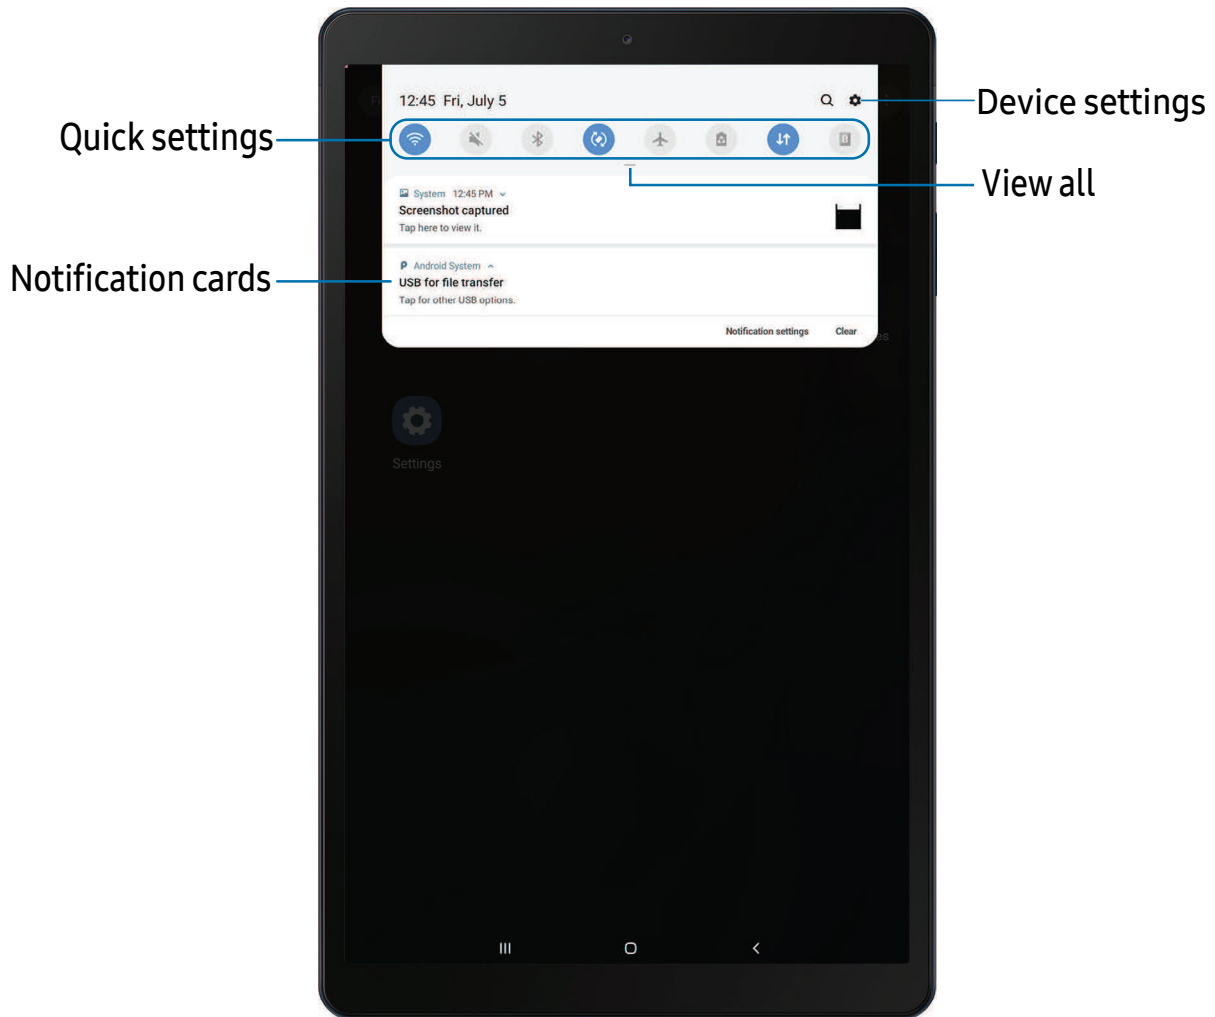 12:45 Fri, July 5
Device settings
Quick settings
View all
System 12:45 PM
Screenshot captured
Tap here to view it.
Notification cards
Android System
USB for file transfer
Tap for other USB options.
Notification settings Clear
Settings